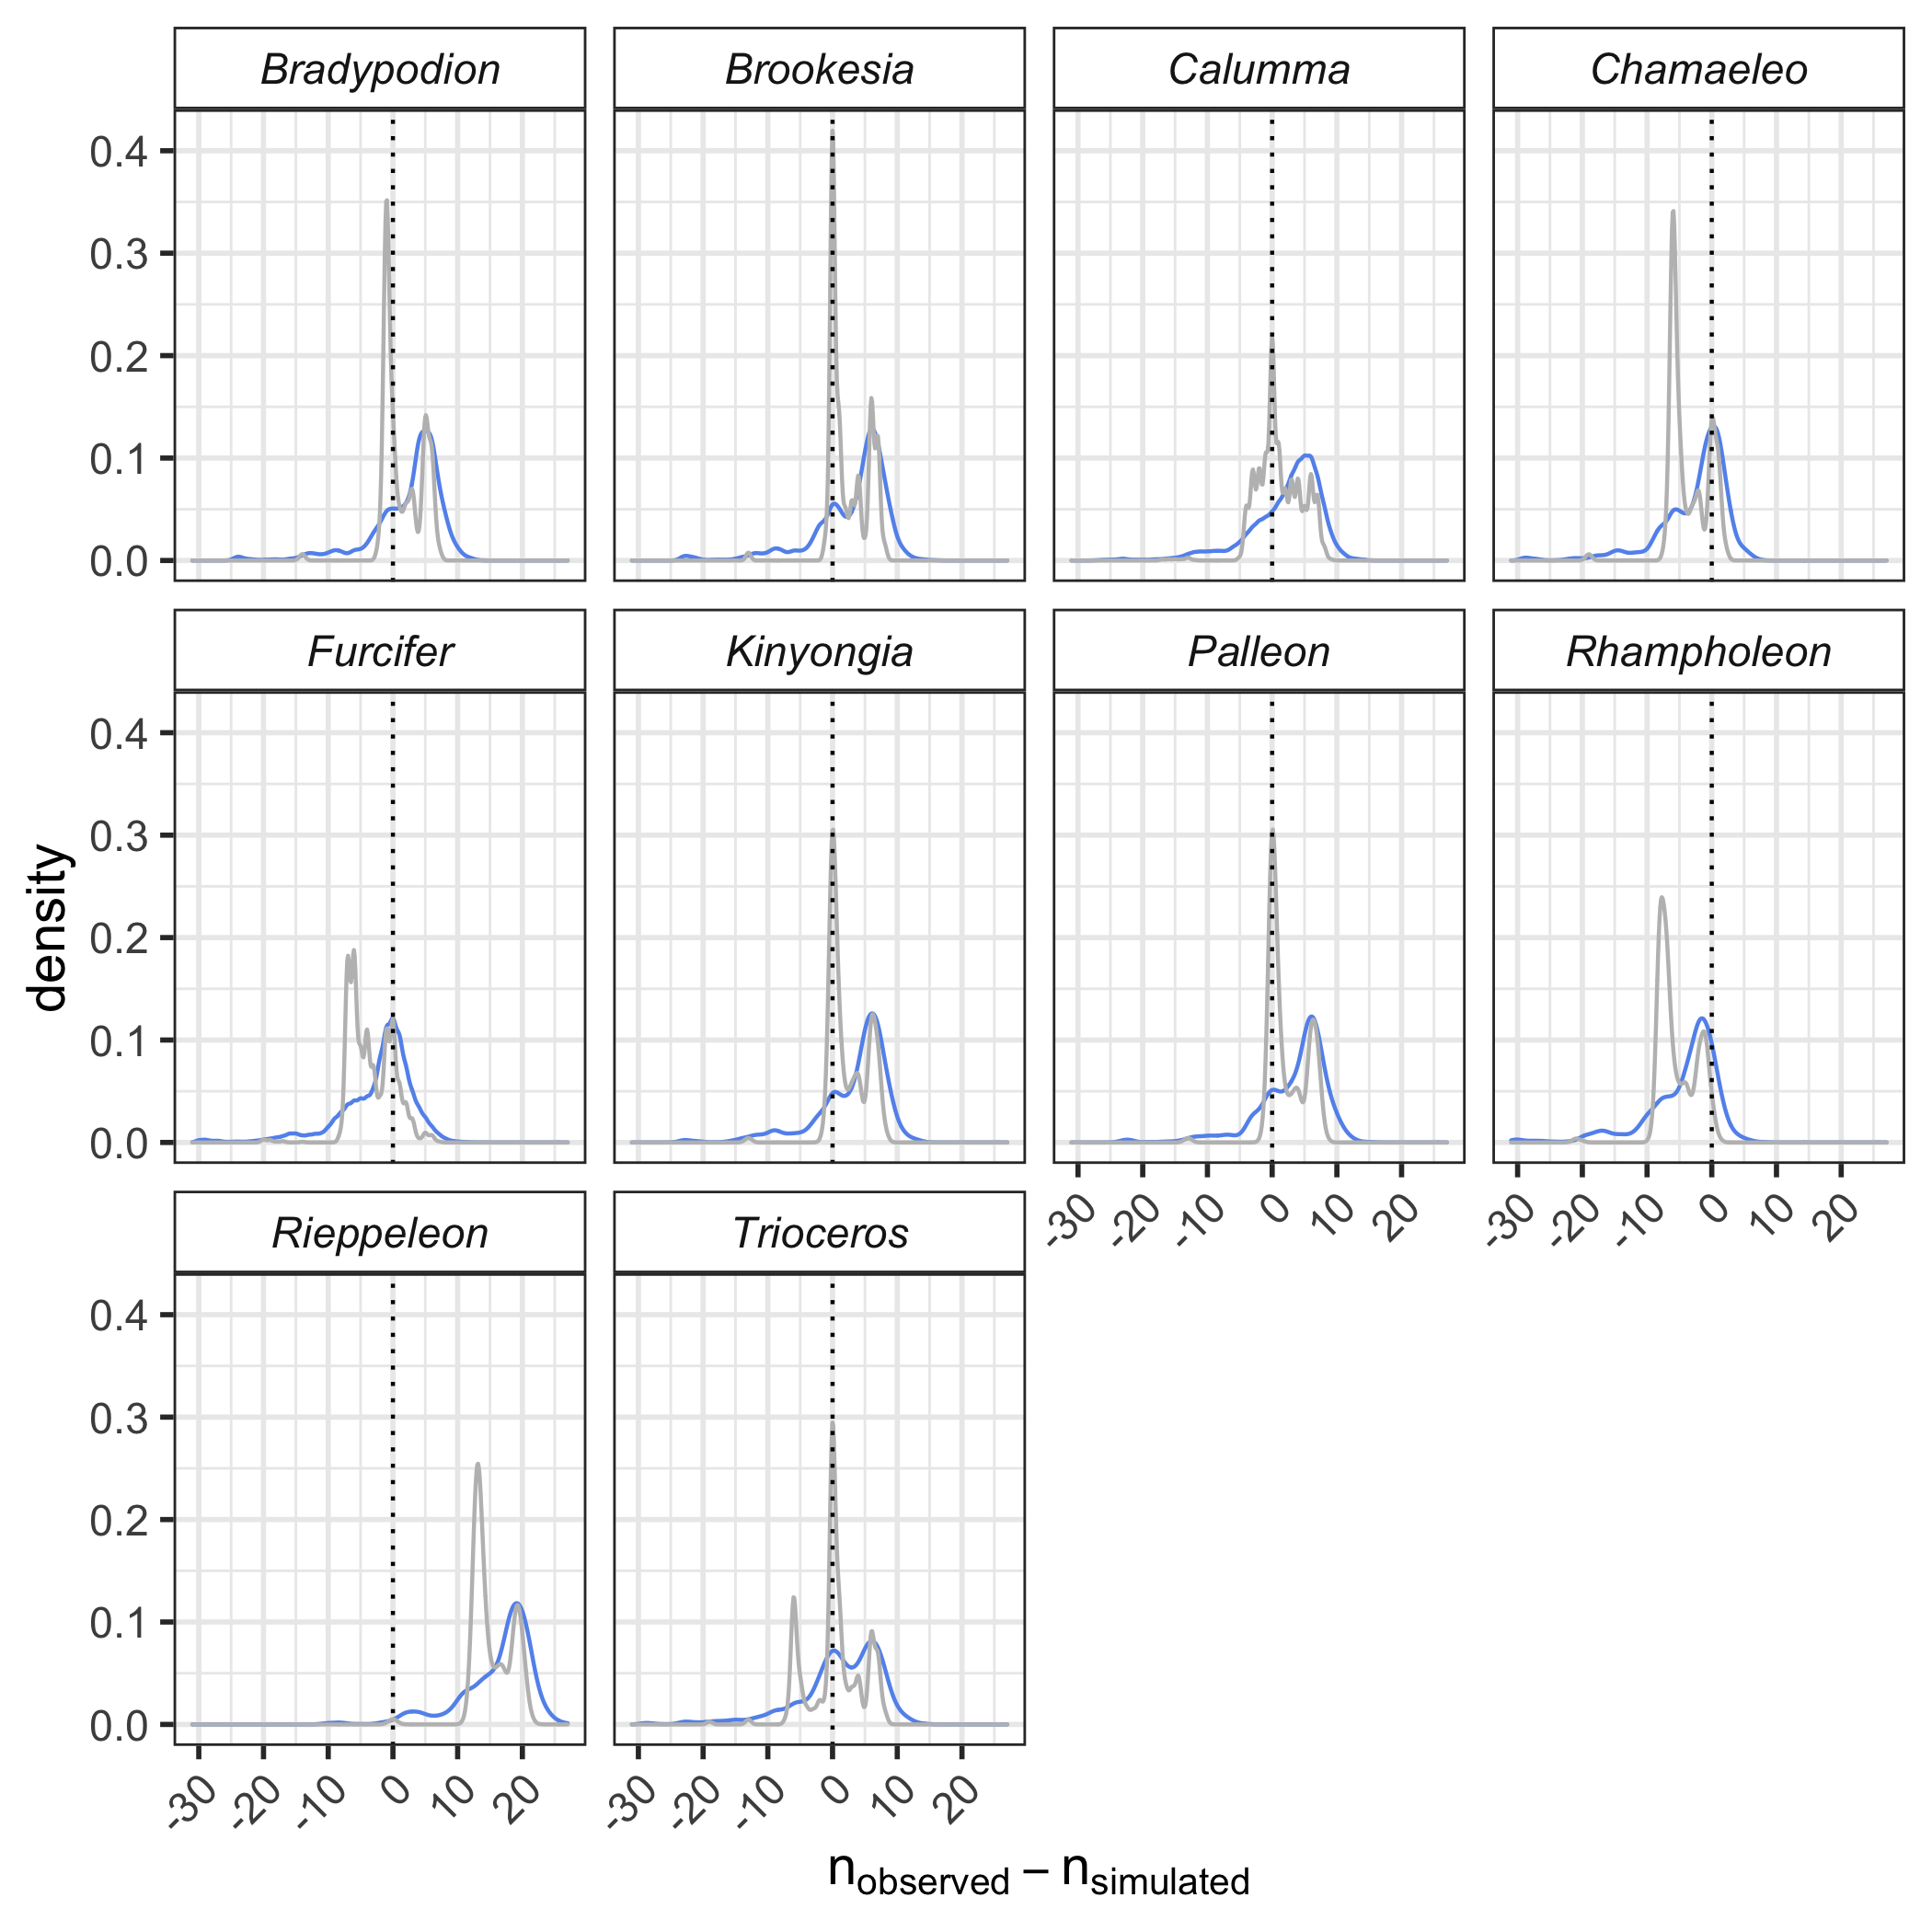 Bradypodion Brookesia Calumma Chamaeleo
0.4
0.3
0.2
0.1
0.0
Furcifer Kinyongia Palleon Rhampholeon
0.4
0.3
0.2
0.1
0.0
density
-30 -20 -10 0 10 20 -30 -20 -10 0 10 20
Rieppeleon Trioceros
0.4
0.3
0.2
0.1
0.0
-30 -20 -10 0 10 20 -30 -20 -10 0 10 20
nobserved – nsimulated